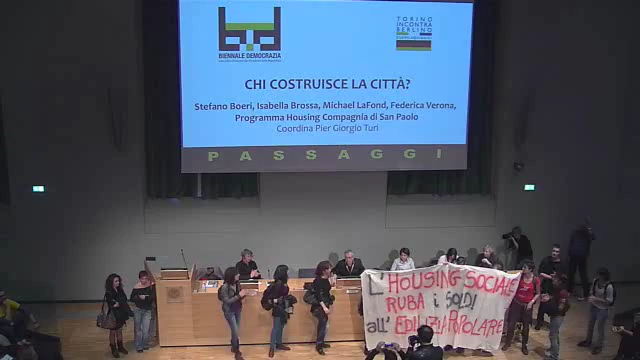 BIENNALE DEMOCRAZIA
TORINO
INCONTRA
BERLINO
CHI COSTRUISCE LA CITTÀ?
Stefano Boeri, Isabella Brossa, Michael LaFond, Federica Verona,
Programma Housing Compagnia di San Paolo
Coordina Pier Giorgio Turi
PASSAGGI
L'HOUSING SOCIALE
RUBA i SOLDI
all'EDILIZIA POPOLARE